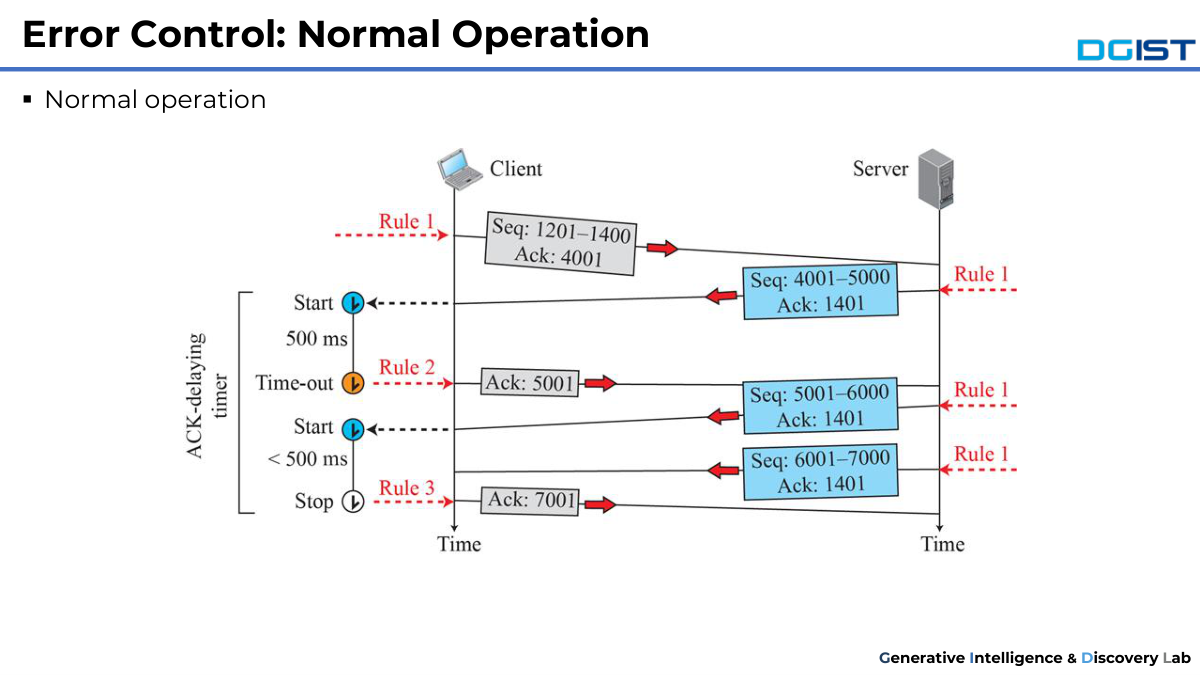 Error Control: Normal Operation
DGIST
▪ Normal operation
Client
Server
Rule 1
Seq: 1201–1400
Ack: 4001
Seq: 4001–5000
Ack: 1401
Rule 1
Start
500 ms
Time-out
Rule 2
Ack: 5001
Seq: 5001–6000
Ack: 1401
Rule 1
ACK-delaying
timer
Start
< 500 ms
Stop
Rule 3
Seq: 6001–7000
Ack: 1401
Rule 1
Ack: 7001
Time
Time
Generative Intelligence & Discovery Lab